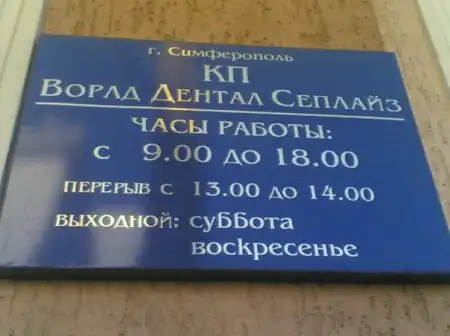 г. Симферополь
КП
Ворлд Дентал Сеплайз
часы работы:
с 9.00 до 18.00
перерыв с 13.00 до 14.00
выходной: суббота
воскресенье